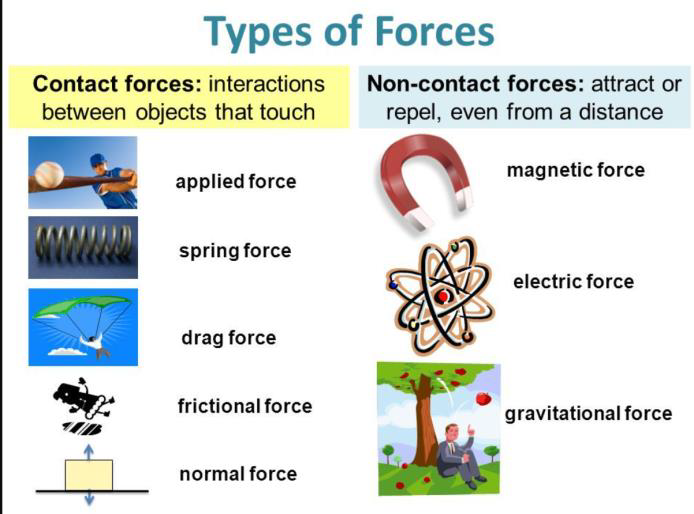 Types of Forces
Contact forces: interactions
between objects that touch
Non-contact forces: attract or
repel, even from a distance
applied force
spring force
drag force
frictional force
normal force
magnetic force
electric force
gravitational force